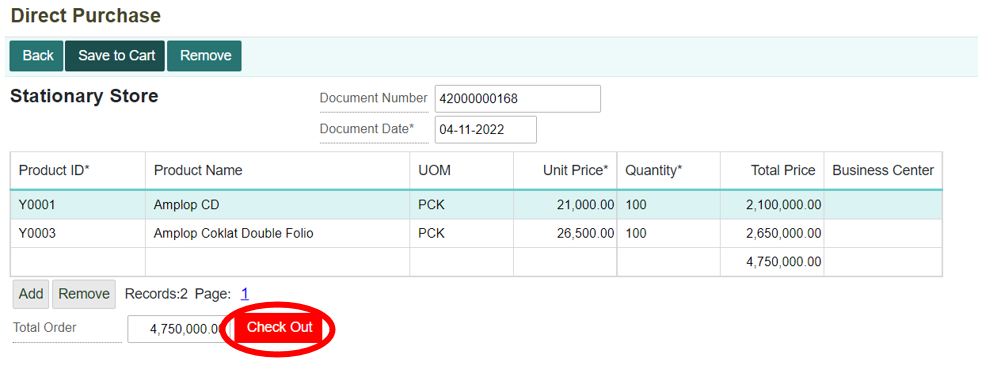 Direct Purchase
Back Save to Cart Remove
Stationary Store
Document Number 42000000168
Document Date* 04-11-2022
Product ID* Product Name UOM Unit Price* Quantity* Total Price Business Center
Y0001 Amplop CD PCK 21,000.00 100 2,100,000.00
Y0003 Amplop Coklat Double Folio PCK 26,500.00 100 2,650,000.00
4,750,000.00
Add Remove Records:2 Page: 1
Total Order 4,750,000.00 Check Out